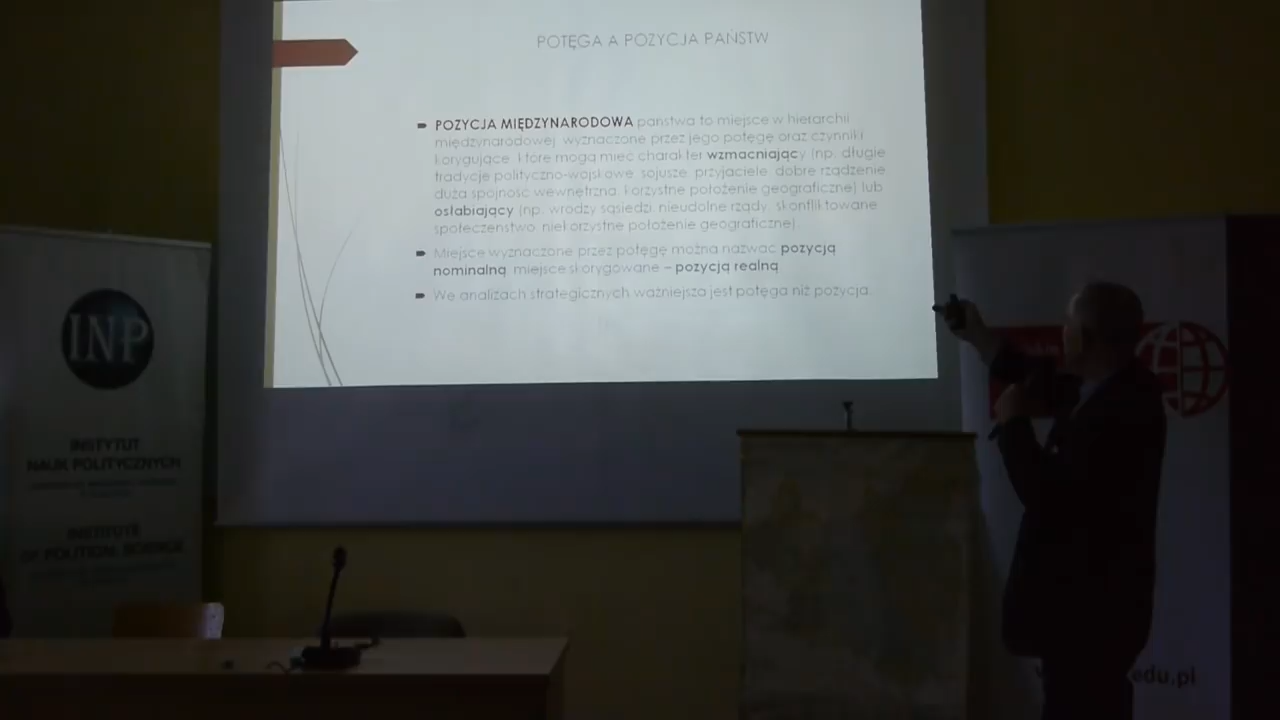 POTĘGA A POZYCJA PAŃSTW
POZYCJA MIĘDZYNARODOWA państwa to miejsce w hierarchii
międzynarodowej, wyznaczone przez jego potęgę oraz czynniki
korygujące, które mogą mieć charakter wzmacniający (np. długie
tradycje polityczno-wojskowe, sojusze, przyjaciele, dobre rządzenie,
duża spójność wewnętrzna, korzystne położenie geograficzne) lub
osłabiający (np. wrodzy sąsiedzi, nieudolne rządy, skonfliktowane
społeczeństwo, niekorzystne położenie geograficzne).
Miejsce wyznaczone przez potęgę można nazwać pozycją
nominalną, miejsce skorygowane – pozycją realną.
We analizach strategicznych ważniejsza jest potęga niż pozycja.
INP
INSTYTUT
NAUK POLITYCZNYCH
INSTITUTE
OF POLITICAL SCIENCE
edu.pl